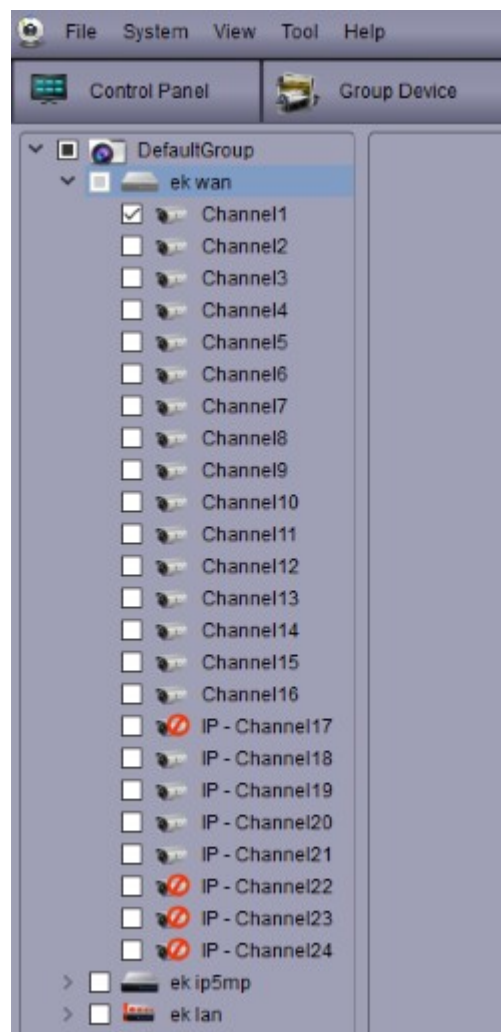 File System View Tool Help
Control Panel Group Device
DefaultGroup
ek wan
Channel1
Channel2
Channel3
Channel4
Channel5
Channel6
Channel7
Channel8
Channel9
Channel10
Channel11
Channel12
Channel13
Channel14
Channel15
Channel16
IP - Channel17
IP - Channel18
IP - Channel19
IP - Channel20
IP - Channel21
IP - Channel22
IP - Channel23
IP - Channel24
ek ip5mp
ek lan